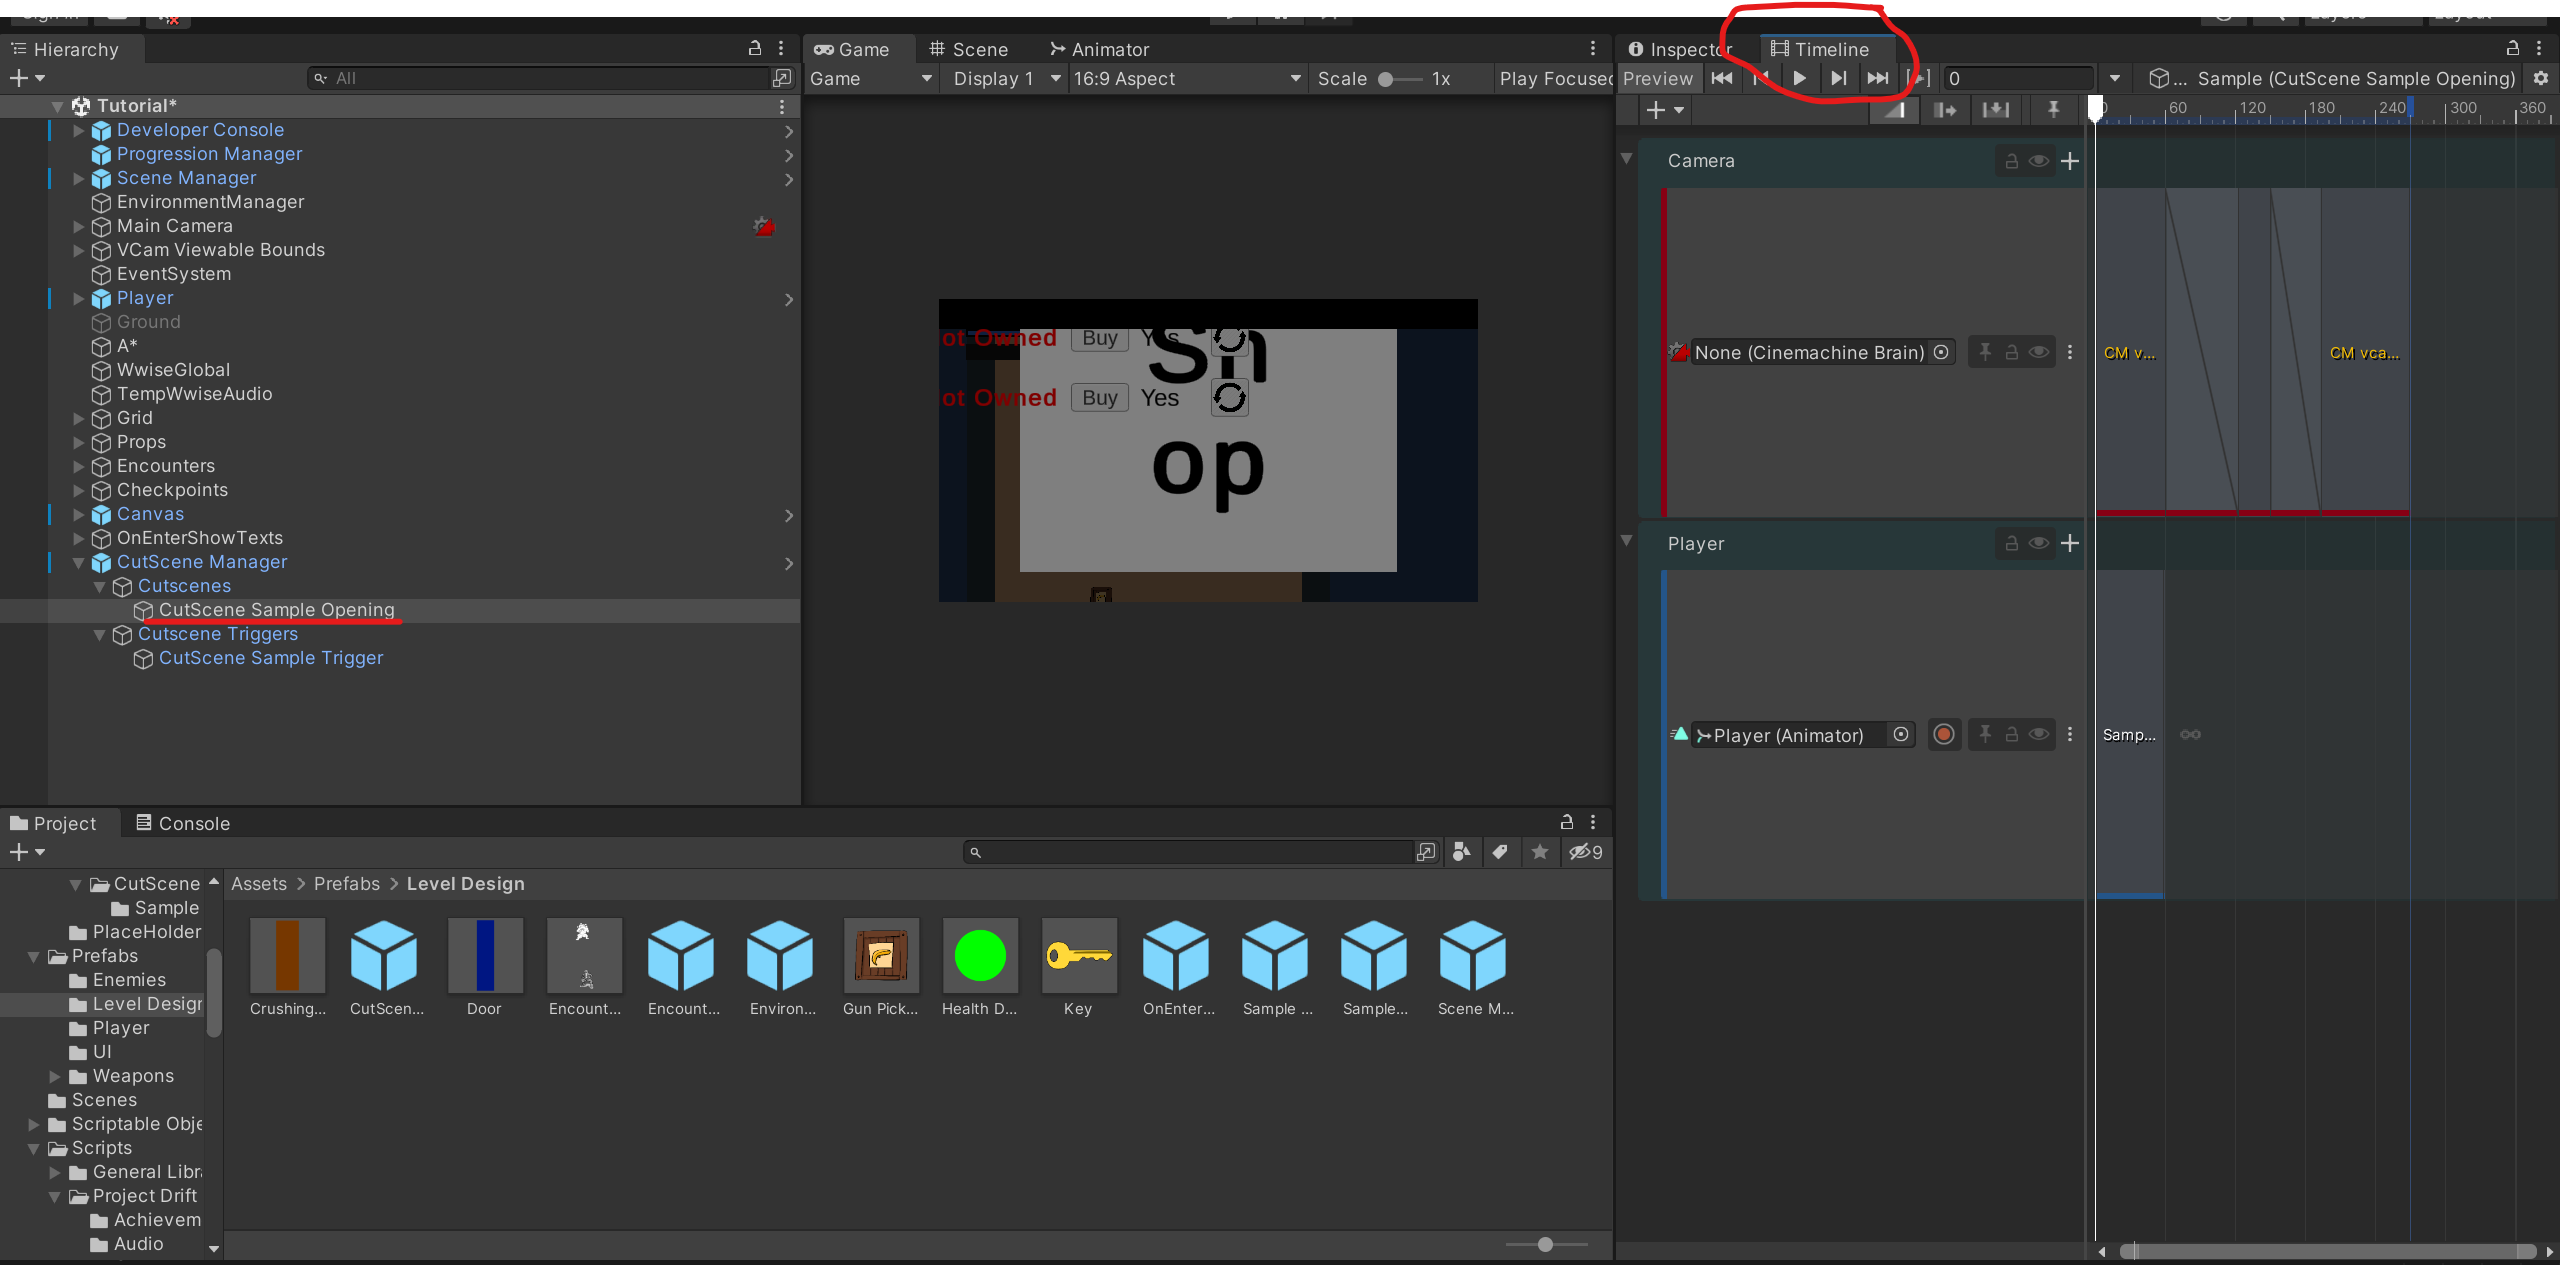 Hierarchy
All
Tutorial*
Developer Console
Progression Manager
Scene Manager
EnvironmentManager
Main Camera
VCam Viewable Bounds
EventSystem
Player
Ground
A*
WwiseGlobal
TempWwiseAudio
Grid
Props
Encounters
Checkpoints
Canvas
OnEnterShowTexts
CutScene Manager
Cutscenes
CutScene Sample Opening
Cutscene Triggers
CutScene Sample Trigger
Game Scene Animator
Game Display 1 16:9 Aspect Scale 1x Play Focused
ot Owned Buy Yes
ot Owned Buy Yes
Sh
op
Inspector Timeline
Preview 0 ... Sample (CutScene Sample Opening)
0 60 120 180 240 300 360
Camera
None (Cinemachine Brain) CM v... CM vca...
Player
Player (Animator) Samp...
Project Console
9
CutScene
Sample
PlaceHolder
Prefabs
Enemies
Level Design
Player
UI
Weapons
Scenes
Scriptable Obje
Scripts
General Libra
Project Drift
Achievem
Audio
Assets > Prefabs > Level Design
Crushing... CutScen... Door Encount... Encount... Environ... Gun Pick... Health D... Key OnEnter... Sample ... Sample... Scene M...